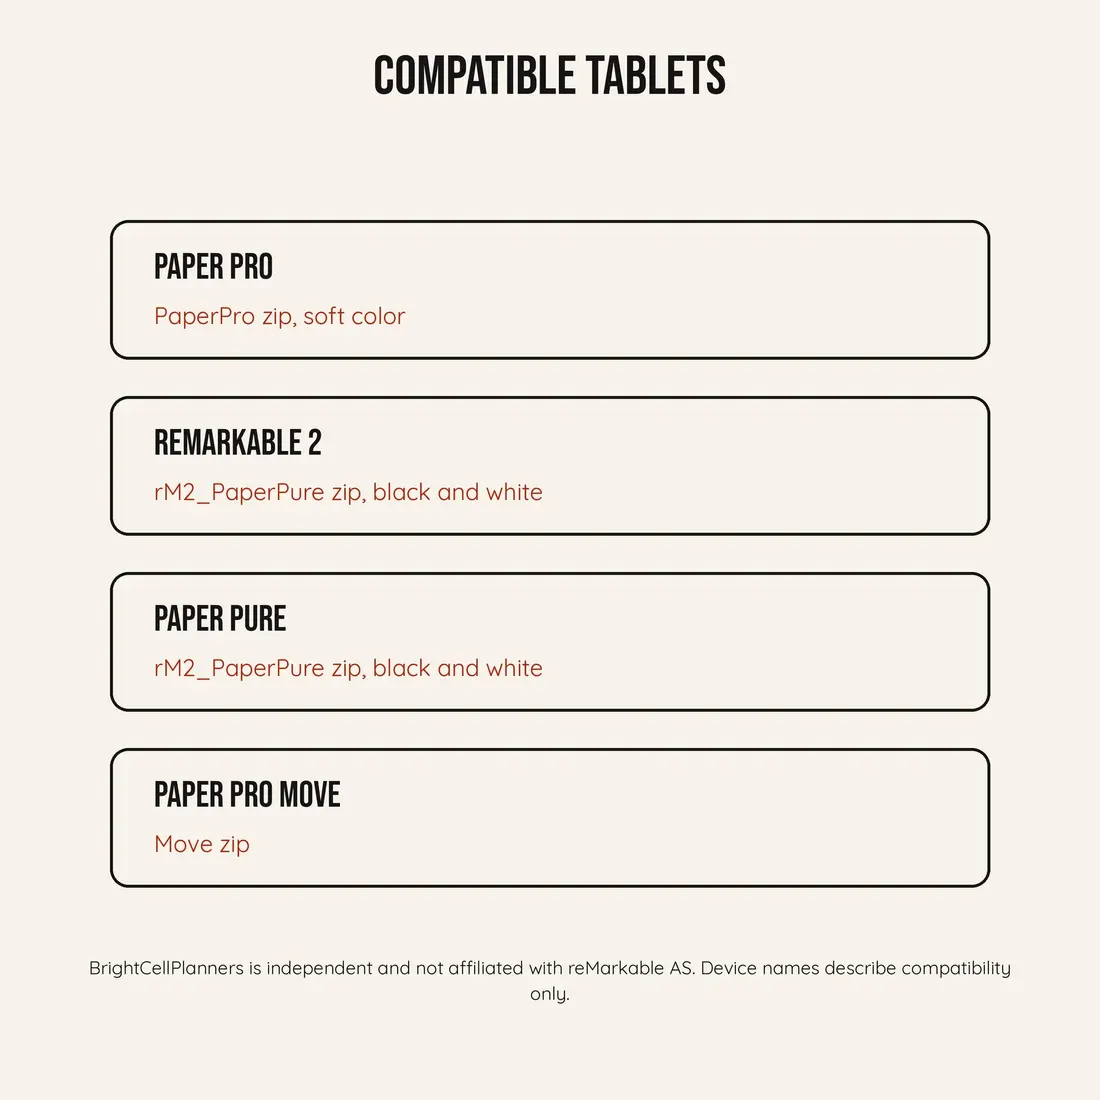 COMPATIBLE TABLETS
PAPER PRO
PaperPro zip, soft color
REMARKABLE 2
rM2_PaperPure zip, black and white
PAPER PURE
rM2_PaperPure zip, black and white
PAPER PRO MOVE
Move zip
BrightCellPlanners is independent and not affiliated with reMarkable AS. Device names describe compatibility
only.